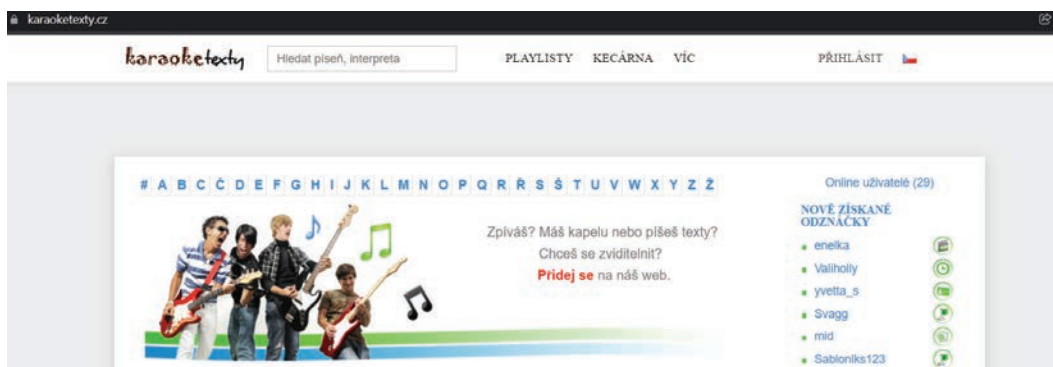 karaoketexty.cz
karaoketexty
Hledat píseň, interpreta
PLAYLISTY KECÁRNA VÍC
PŘIHLÁSIT
# A B C Č D E F G H I J K L M N O P Q R Ř S Š T U V W X Y Z Ž
Zpíváš? Máš kapelu nebo píšeš texty?
Chceš se zviditelnit?
Přidej se na náš web.
Online uživatelé (29)
NOVĚ ZÍSKANÉ
ODZNÁČKY
enelka
Valiholly
yvetta_s
Svagg
mid
Sabloniks123